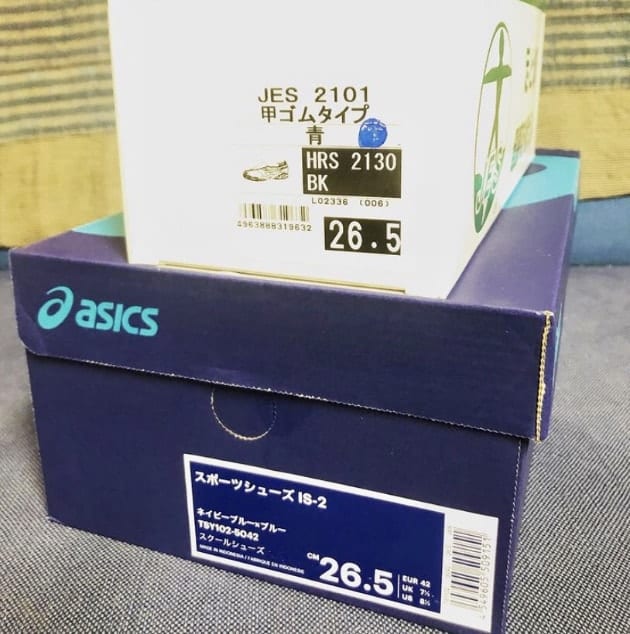 JES 2101
甲ゴムタイプ
青
HRS 2130
BK
L02336 (006)
4963888319632
26.5
asics
スポーツシューズ IS-2
ネイビーブルー×ブルー
TSY102-5042
スクールシューズ
MADE IN INDONESIA / FABRIQUE EN INDONESIE
CM 26.5
EUR 42
UK 7½
US 8½
4549605509151